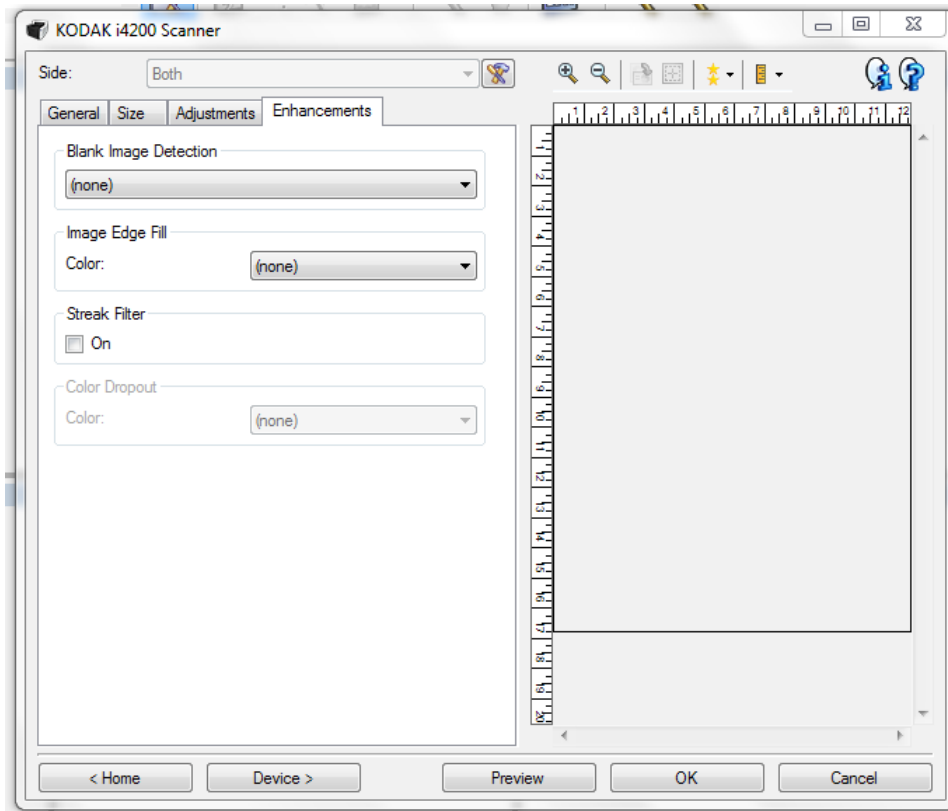 KODAK i4200 Scanner
Side: Both
General Size Adjustments Enhancements
Blank Image Detection
(none)
Image Edge Fill
Color: (none)
Streak Filter
On
Color Dropout
Color: (none)
1 2 3 4 5 6 7 8 9 10 11 12
1
2
3
4
5
6
7
8
9
10
11
12
13
14
15
16
17
18
19
20
< Home Device > Preview OK Cancel